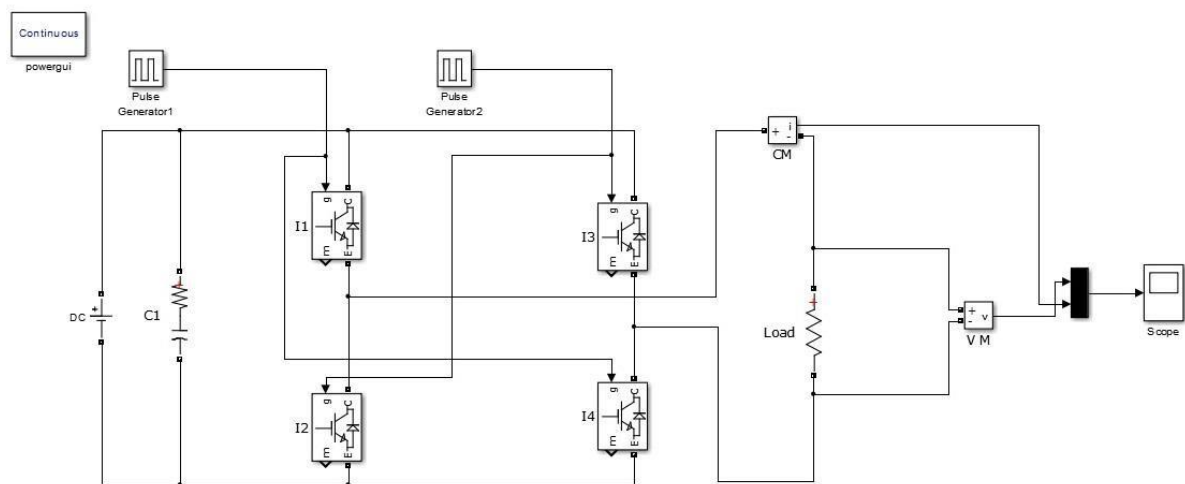 Continuous
powergui
Pulse
Generator1
Pulse
Generator2
i
+
-
CM
g
C
I1
m
E
g
C
I3
m
E
DC
+
C1
+
Load
+
-
v
V M
Scope
g
C
I2
m
E
g
C
I4
m
E